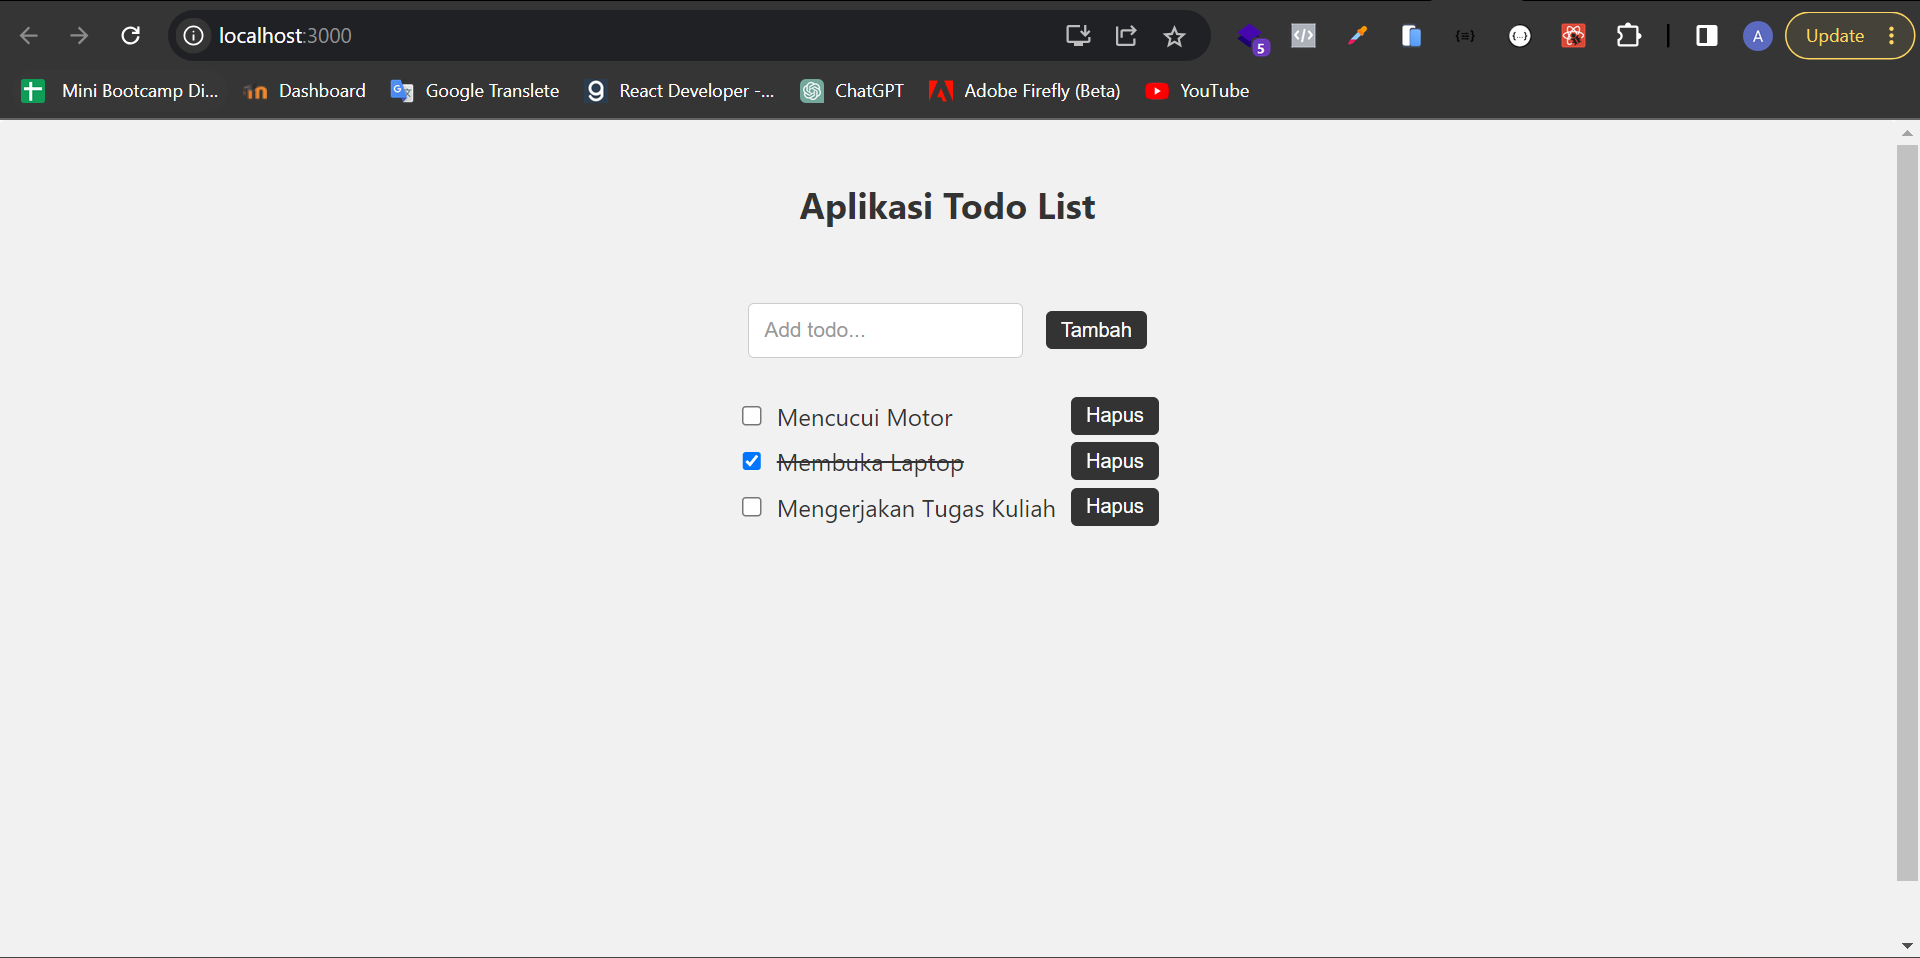 localhost:3000
5
A
Update
Mini Bootcamp Di...
Dashboard
Google Translete
React Developer -...
ChatGPT
Adobe Firefly (Beta)
YouTube
Aplikasi Todo List
Add todo...
Tambah
Mencucui Motor
Hapus
Membuka Laptop
Hapus
Mengerjakan Tugas Kuliah
Hapus